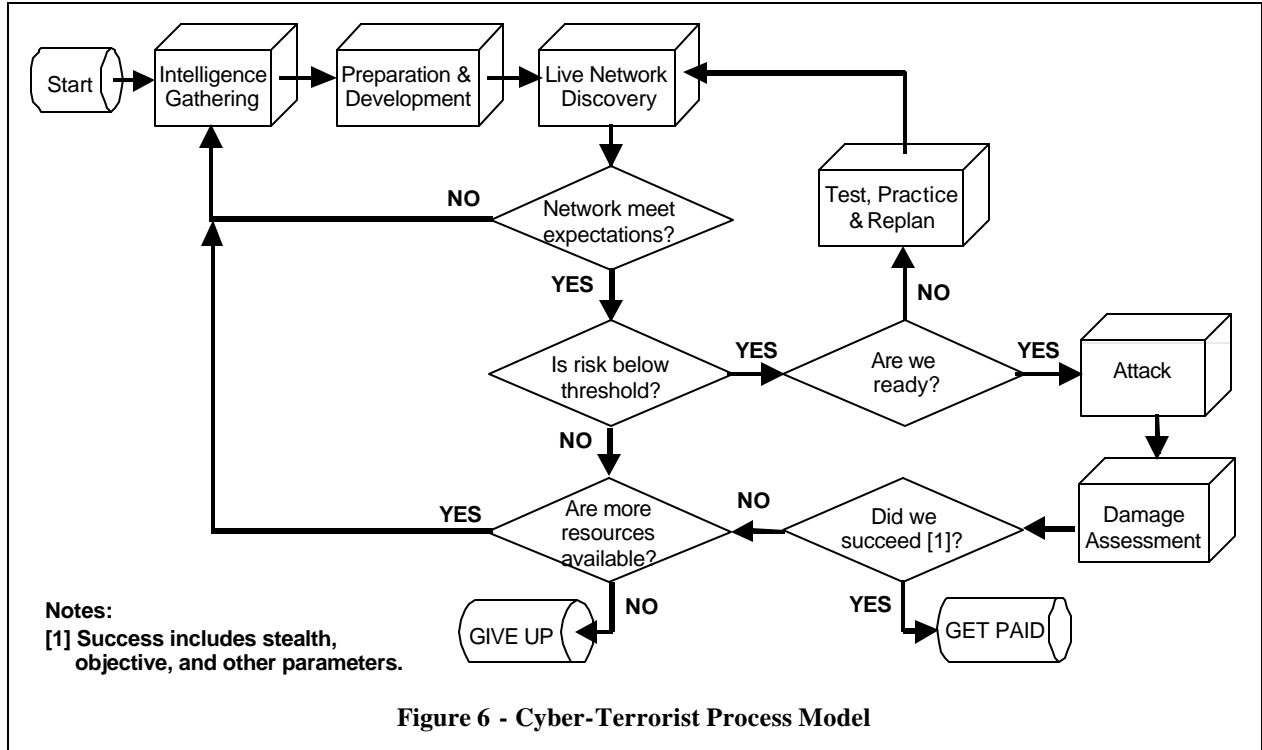 Start
Intelligence
Gathering
Preparation &
Development
Live Network
Discovery
Test, Practice
& Replan
NO
Network meet
expectations?
YES
NO
Is risk below
threshold?
YES
Are we
ready?
YES
Attack
NO
Are more
resources
available?
YES
NO
Did we
succeed [1]?
Damage
Assessment
NO
YES
GIVE UP
GET PAID
Notes:
[1] Success includes stealth,
objective, and other parameters.
Figure 6 - Cyber-Terrorist Process Model